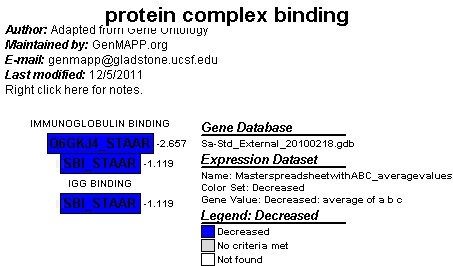 protein complex binding
Author: Adapted from Gene Ontology
Maintained by: GenMAPP.org
E-mail: genmapp@gladstone.ucsf.edu
Last modified: 12/5/2011
Right click here for notes.
IMMUNOGLOBULIN BINDING
Q6GKJ4_STAAR -2.657
SBI_STAAR -1.119
IGG BINDING
SBI_STAAR -1.119
Gene Database
Sa-Std_External_20100218.gdb
Expression Dataset
Name: MasterspreadsheetwithABC_averagevalues
Color Set: Decreased
Gene Value: Decreased: average of a b c
Legend: Decreased
Decreased
No criteria met
Not found